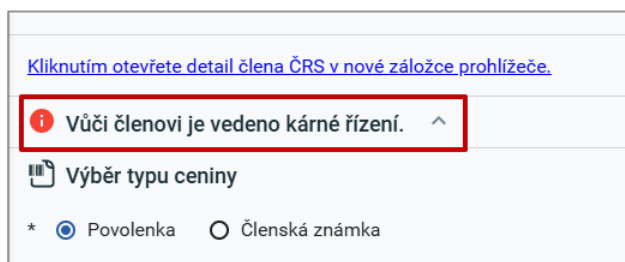 Kliknutím otevřete detail člena ČRS v nové záložce prohlížeče.
Vůči členovi je vedeno kárné řízení.
Výběr typu ceniny
* Povolenka Členská známka